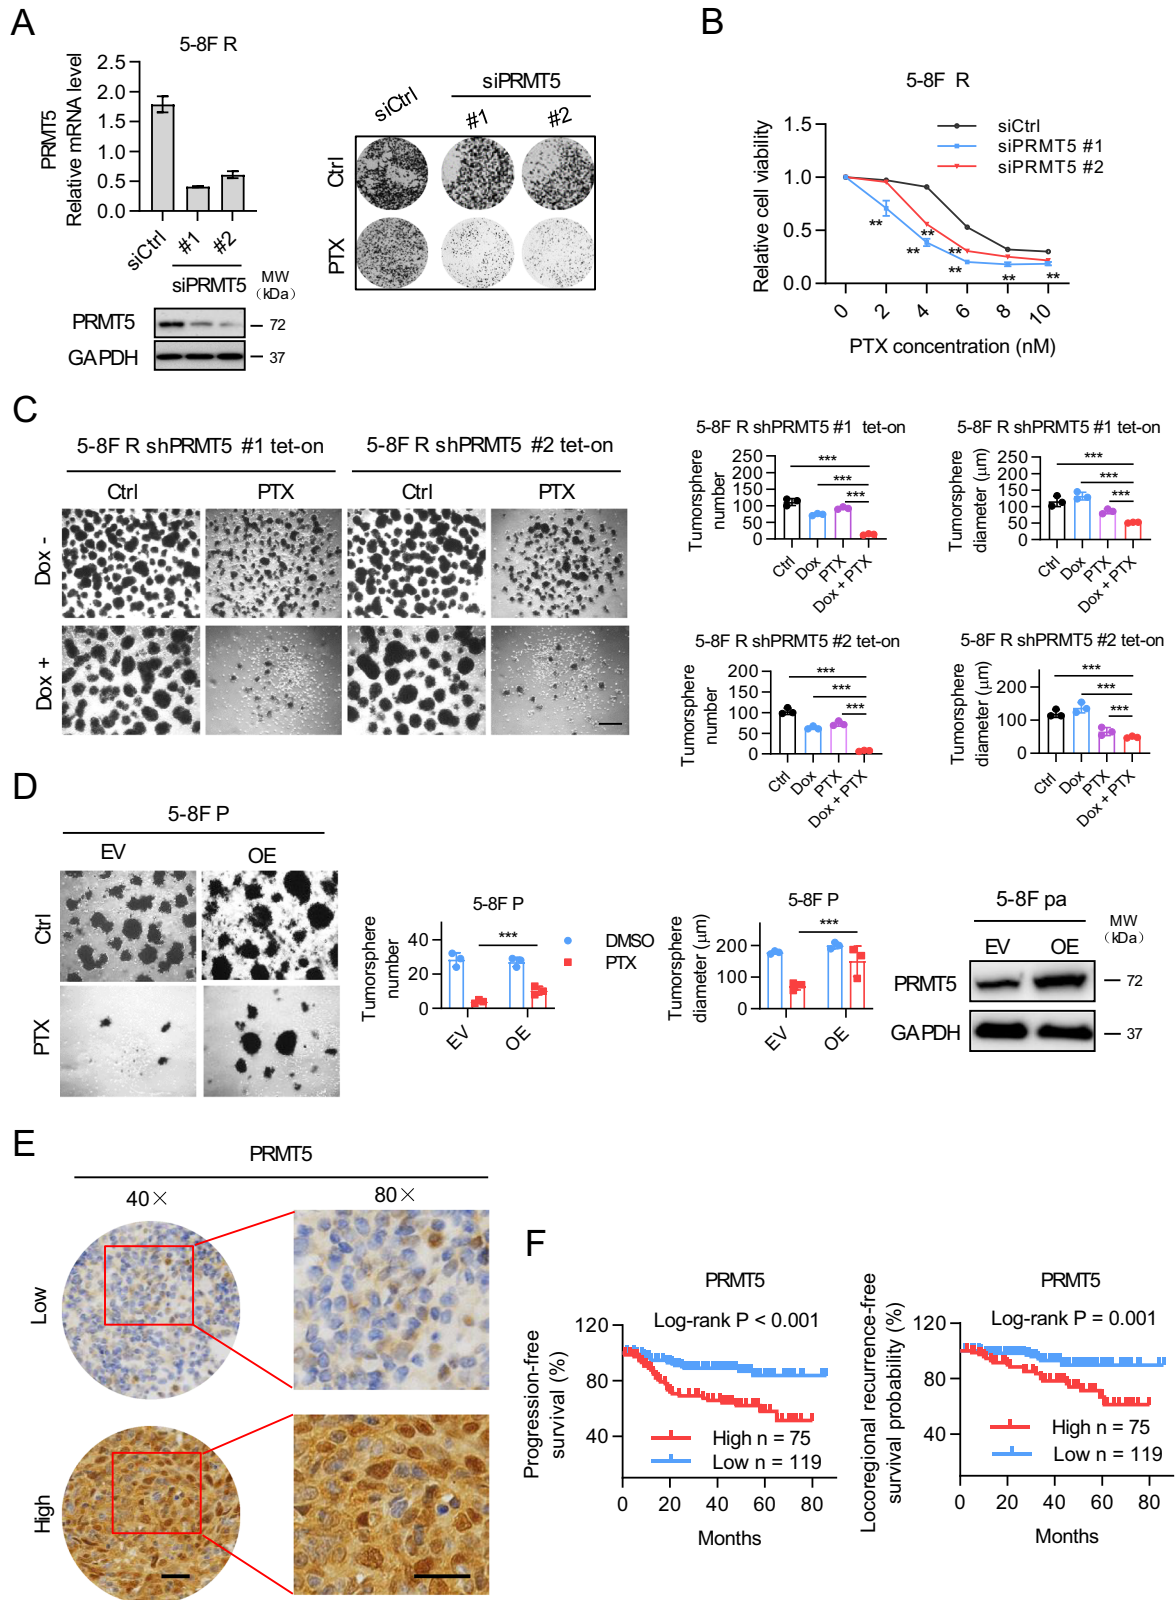 A
5-8F R
PRMT5
Relative mRNA level
2.5
2.0
1.5
1.0
0.5
0.0
siCtrl
#1
#2
siPRMT5
MW
(kDa)
PRMT5
72
GAPDH
37
siPRMT5
siCtrl
#1
#2
Ctrl
PTX
B
5-8F R
siCtrl
siPRMT5 #1
siPRMT5 #2
Relative cell viability
1.5
1.0
0.5
0.0
**
**
**
**
**
**
**
0
2
4
6
8
10
PTX concentration (nM)
C
5-8F R shPRMT5 #1 tet-on
5-8F R shPRMT5 #2 tet-on
Ctrl
PTX
Ctrl
PTX
Dox -
Dox +
5-8F R shPRMT5 #1 tet-on
Tumorsphere
number
250
200
150
100
50
0
***
***
***
Ctrl
Dox
PTX
Dox + PTX
5-8F R shPRMT5 #1 tet-on
Tumorsphere
diameter (μm)
250
200
150
100
50
0
***
***
***
Ctrl
Dox
PTX
Dox + PTX
5-8F R shPRMT5 #2 tet-on
Tumorsphere
number
200
150
100
50
0
***
***
***
Ctrl
Dox
PTX
Dox + PTX
5-8F R shPRMT5 #2 tet-on
Tumorsphere
diameter (μm)
200
100
0
***
***
***
Ctrl
Dox
PTX
Dox + PTX
D
5-8F P
EV
OE
Ctrl
PTX
5-8F P
Tumorsphere
number
40
20
0
***
EV
OE
DMSO
PTX
5-8F P
Tumorsphere
diameter (μm)
200
100
0
***
EV
OE
5-8F pa
EV
OE
MW
(kDa)
PRMT5
72
GAPDH
37
E
PRMT5
40×
80×
Low
High
F
PRMT5
Log-rank P < 0.001
Progression-free
survival (%)
120
80
40
High n = 75
Low n = 119
0
20
40
60
80
Months
PRMT5
Log-rank P = 0.001
Locoregional recurrence-free
survival probability (%)
120
80
40
High n = 75
Low n = 119
0
20
40
60
80
Months